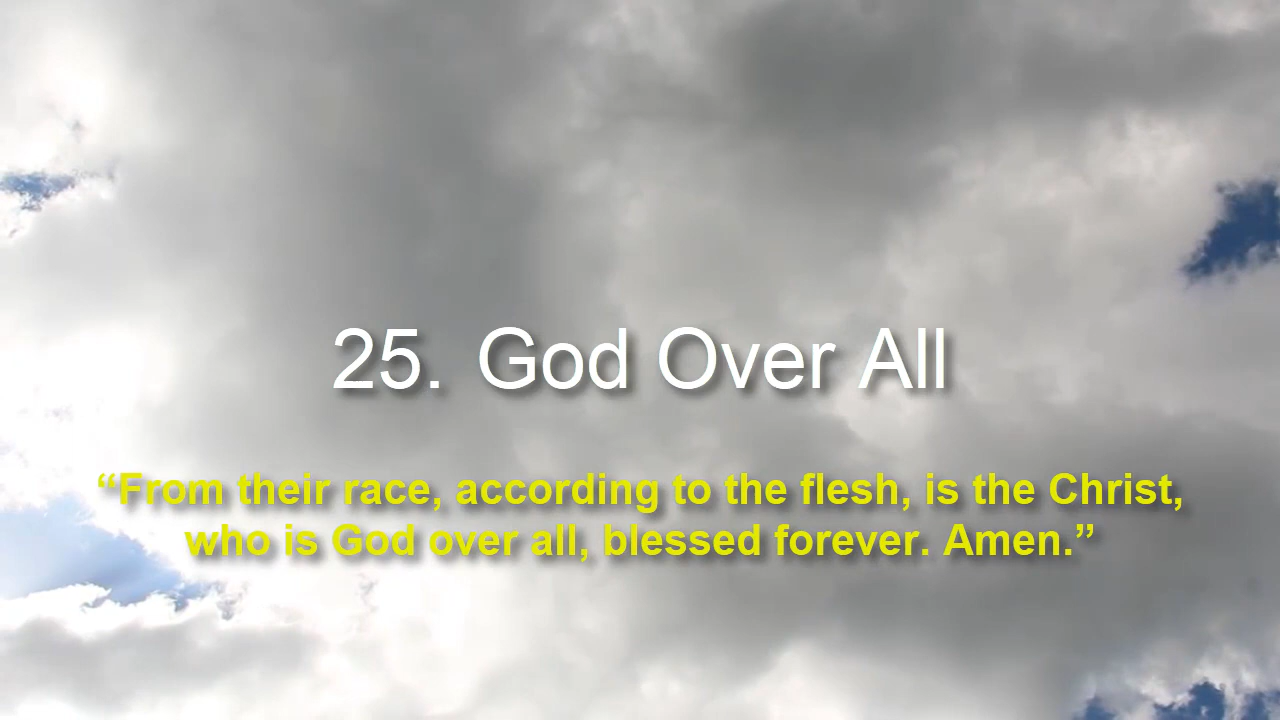 25. God Over All
“From their race, according to the flesh, is the Christ,
who is God over all, blessed forever. Amen.”